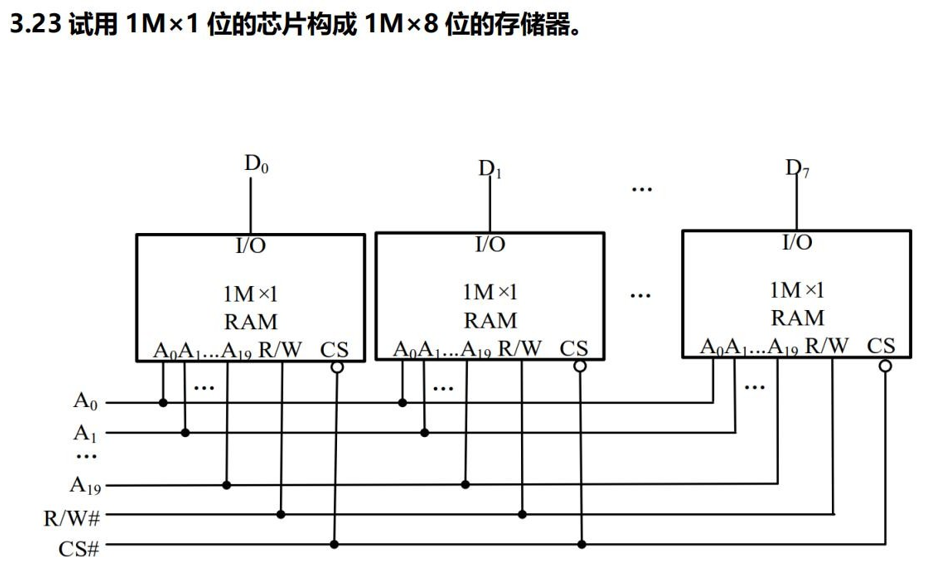 3.23 试用 1M×1 位的芯片构成 1M×8 位的存储器。
D₀ D₁ ... D₇
I/O I/O I/O
1M×1 1M×1 ... 1M×1
RAM RAM RAM
A₀A₁...A₁₉ R/W CS A₀A₁...A₁₉ R/W CS A₀A₁...A₁₉ R/W CS
... ... ...
A₀
A₁
...
A₁₉
R/W#
CS#